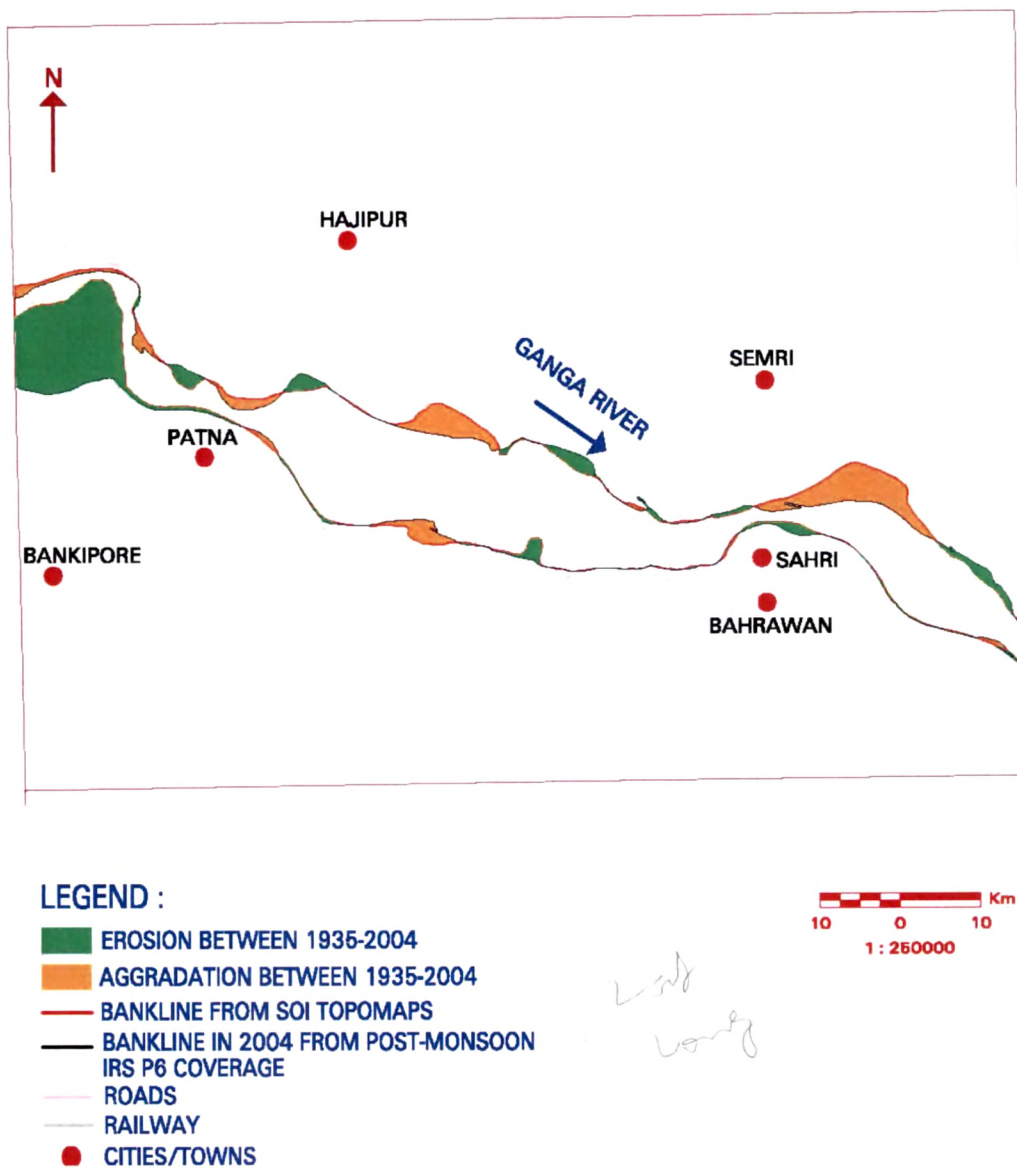 N
HAJIPUR
GANGA RIVER
SEMRI
PATNA
BANKIPORE
SAHRI
BAHRAWAN
LEGEND :
EROSION BETWEEN 1935-2004
AGGRADATION BETWEEN 1935-2004
BANKLINE FROM SOI TOPOMAPS
BANKLINE IN 2004 FROM POST-MONSOON
IRS P6 COVERAGE
ROADS
RAILWAY
CITIES/TOWNS
Km
10 0 10
1 : 250000